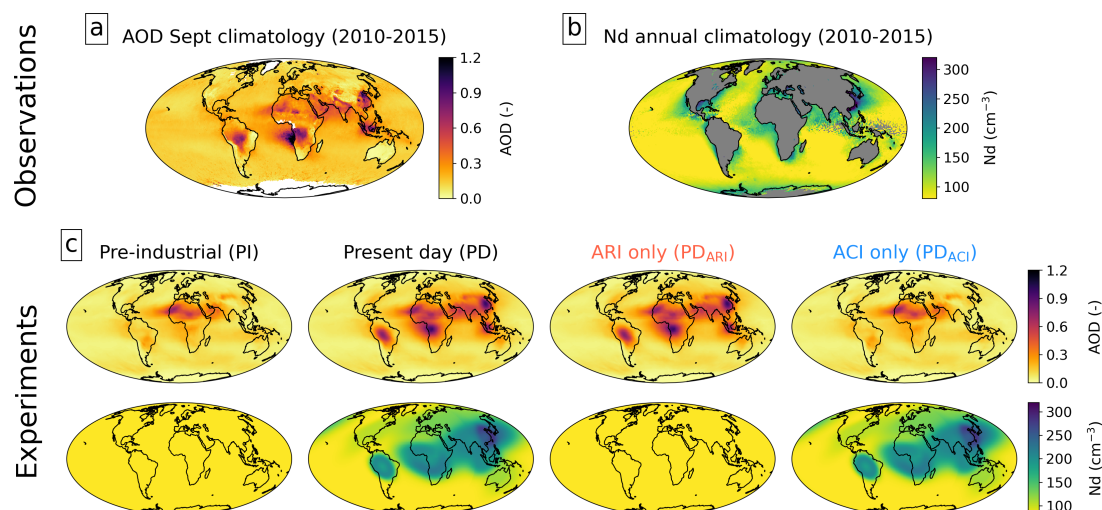 Observations
a
AOD Sept climatology (2010-2015)
1.2
0.9
0.6
0.3
0.0
AOD (-)
b
Nd annual climatology (2010-2015)
300
250
200
150
100
Nd (cm⁻³)
Experiments
c
Pre-industrial (PI)
Present day (PD)
ARI only (PD_ARI)
ACI only (PD_ACI)
1.2
0.9
0.6
0.3
0.0
AOD (-)
300
250
200
150
100
Nd (cm⁻³)